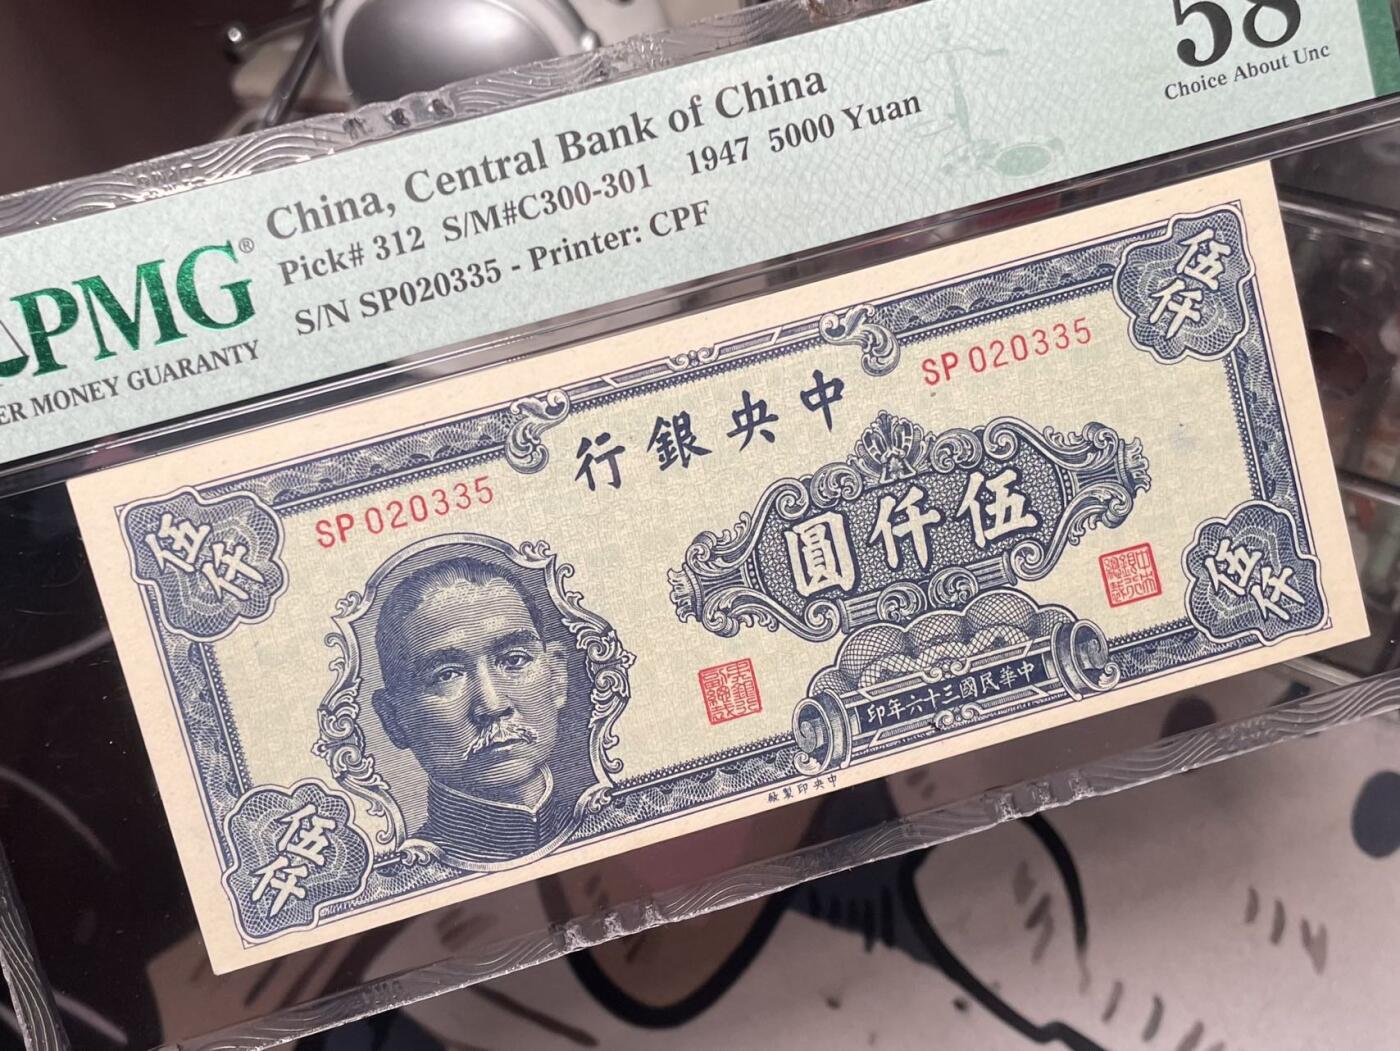 58
Choice About Unc
China, Central Bank of China
Pick# 312 S/M#C300-301 1947 5000 Yuan
S/N SP020335 - Printer: CPF
PMG®
ER MONEY GUARANTY
伍仟
SP 020335
行銀央中
SP 020335
伍仟
圓仟伍
印年六十三國民華中
伍仟
伍仟
廠製印央中